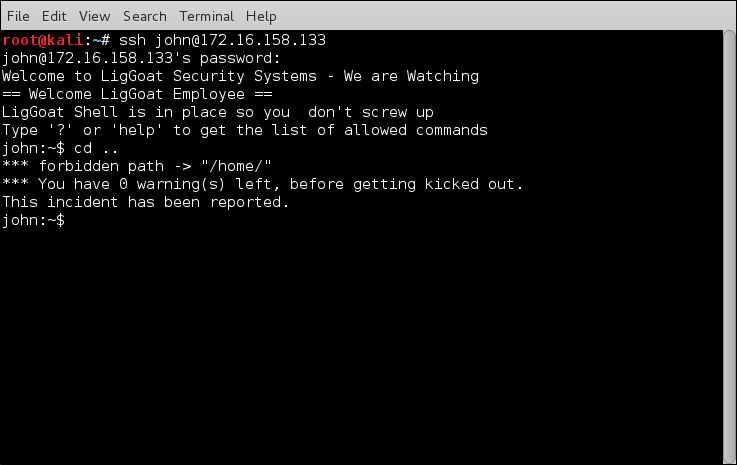 File Edit View Search Terminal Help
root@kali:~# ssh john@172.16.158.133
john@172.16.158.133's password:
Welcome to LigGoat Security Systems - We are Watching
== Welcome LigGoat Employee ==
LigGoat Shell is in place so you  don't screw up
Type '?' or 'help' to get the list of allowed commands
john:~$ cd ..
*** forbidden path -> "/home/"
*** You have 0 warning(s) left, before getting kicked out.
This incident has been reported.
john:~$